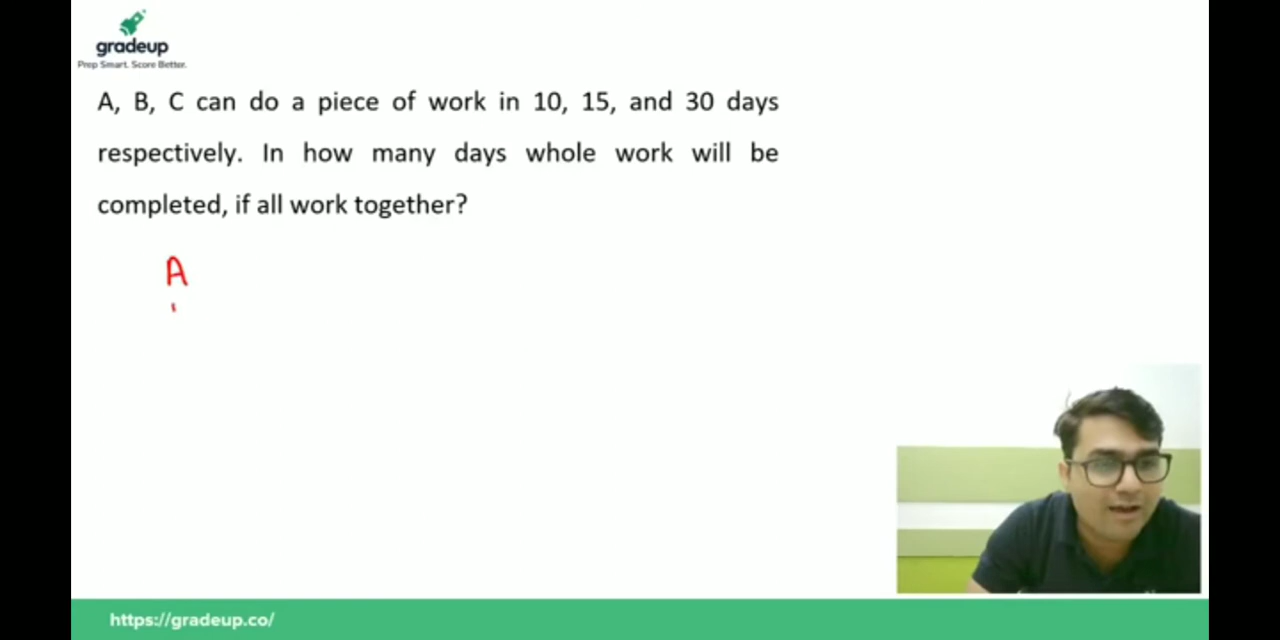 gradeup
Prep Smart. Score Better.
A, B, C can do a piece of work in 10, 15, and 30 days
respectively. In how many days whole work will be
completed, if all work together?
A
https://gradeup.co/